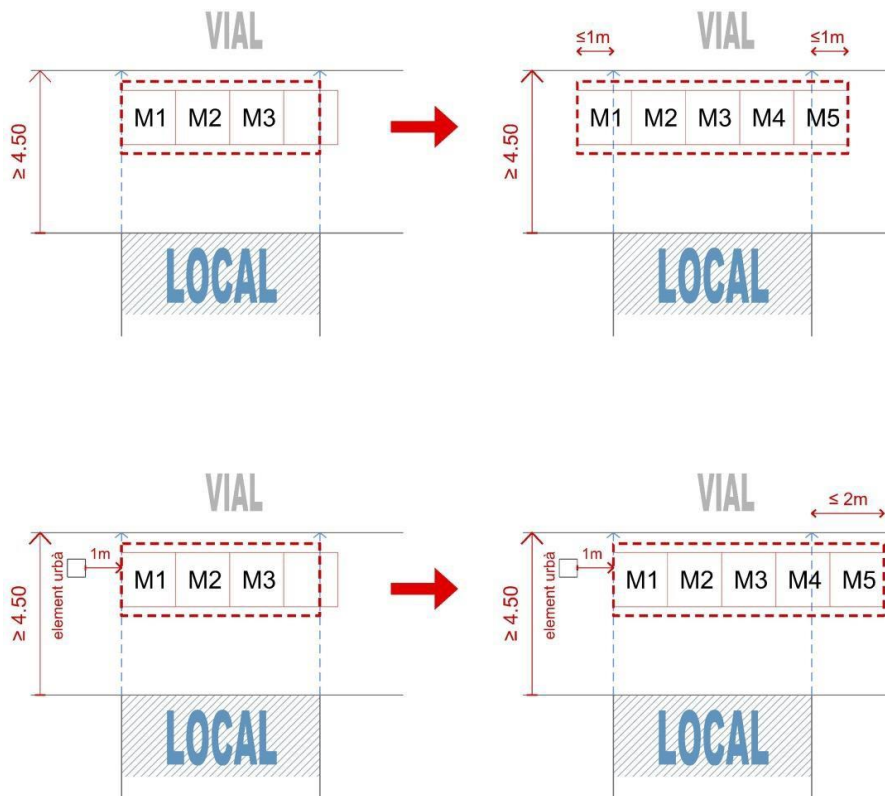 VIAL
≥ 4.50
M1 M2 M3
LOCAL
VIAL
≤1m ≤1m
≥ 4.50
M1 M2 M3 M4 M5
LOCAL
VIAL
≥ 4.50
element urbà
1m
M1 M2 M3
LOCAL
VIAL
≤ 2m
≥ 4.50
element urbà
1m
M1 M2 M3 M4 M5
LOCAL